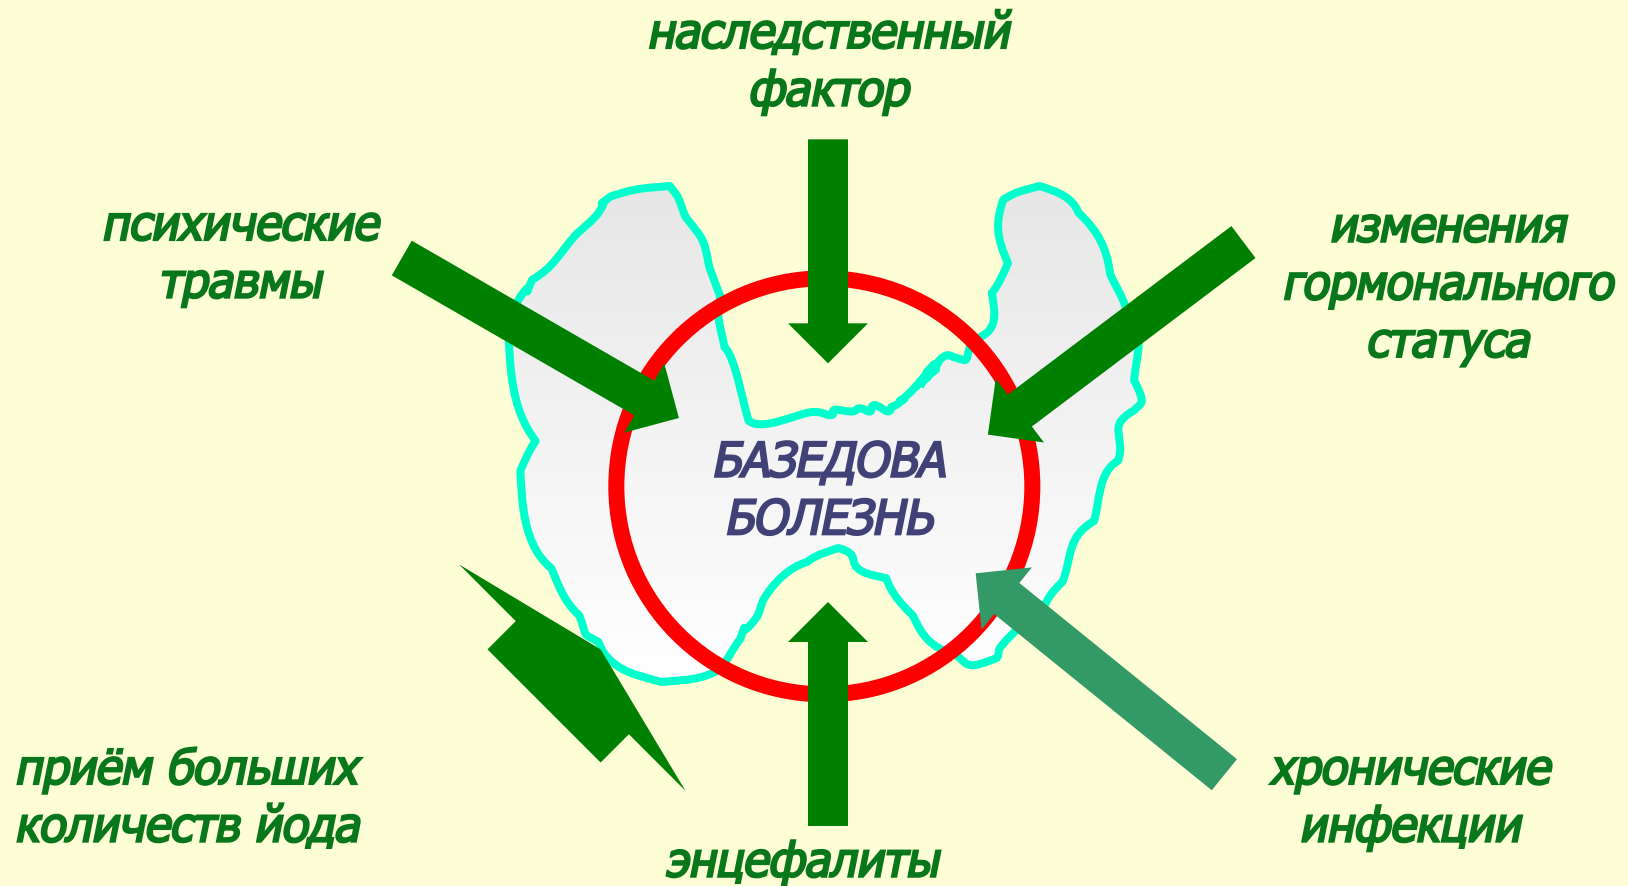 наследственный
фактор
психические
травмы
изменения
гормонального
статуса
БАЗЕДОВА
БОЛЕЗНЬ
приём больших
количеств йода
энцефалиты
хронические
инфекции